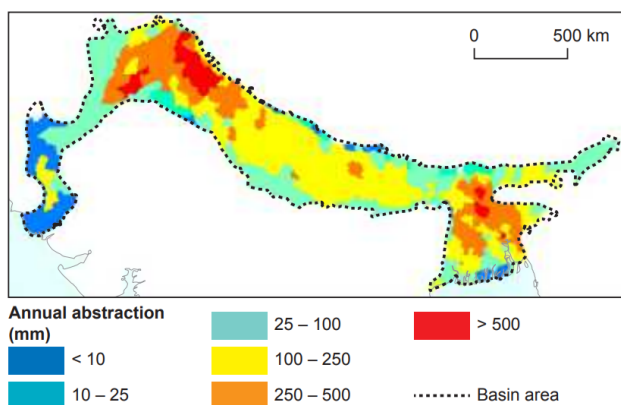 0 500 km
Annual abstraction
(mm)
< 10
10 – 25
25 – 100
100 – 250
250 – 500
> 500
Basin area